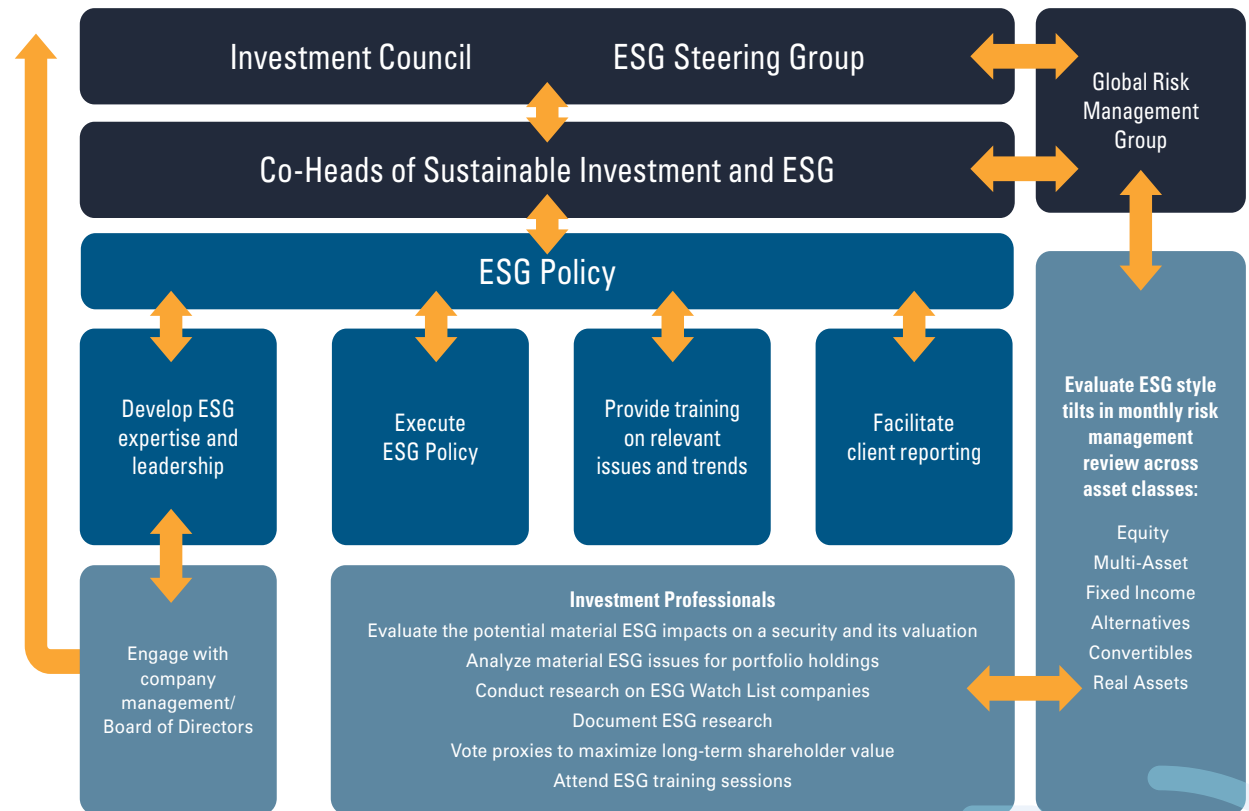 Investment Council
ESG Steering Group
Global Risk
Management
Group
Co-Heads of Sustainable Investment and ESG
ESG Policy
Develop ESG
expertise and
leadership
Execute
ESG Policy
Provide training
on relevant
issues and trends
Facilitate
client reporting
Evaluate ESG style
tilts in monthly risk
management
review across
asset classes:
Equity
Multi-Asset
Fixed Income
Alternatives
Convertibles
Real Assets
Engage with
company
management/
Board of Directors
Investment Professionals
Evaluate the potential material ESG impacts on a security and its valuation
Analyze material ESG issues for portfolio holdings
Conduct research on ESG Watch List companies
Document ESG research
Vote proxies to maximize long-term shareholder value
Attend ESG training sessions